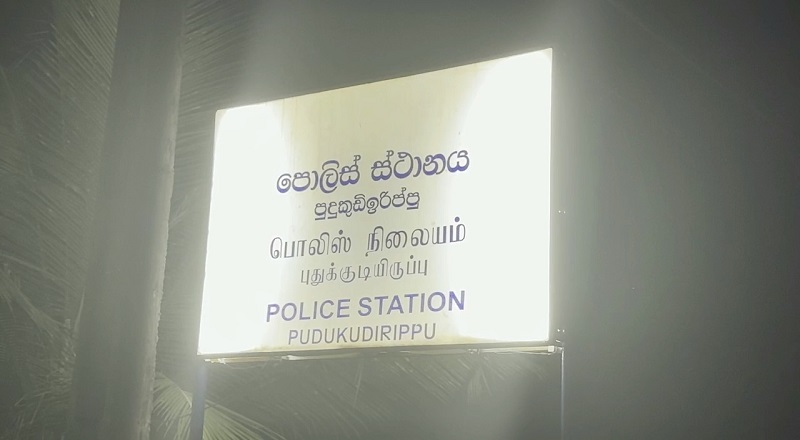 පොලිස් ස්ථානය
පුදුකුඩිඉරිප්පු
பொலிஸ் நிலையம்
புதுக்குடியிருப்பு
POLICE STATION
PUDUKUDIRIPPU